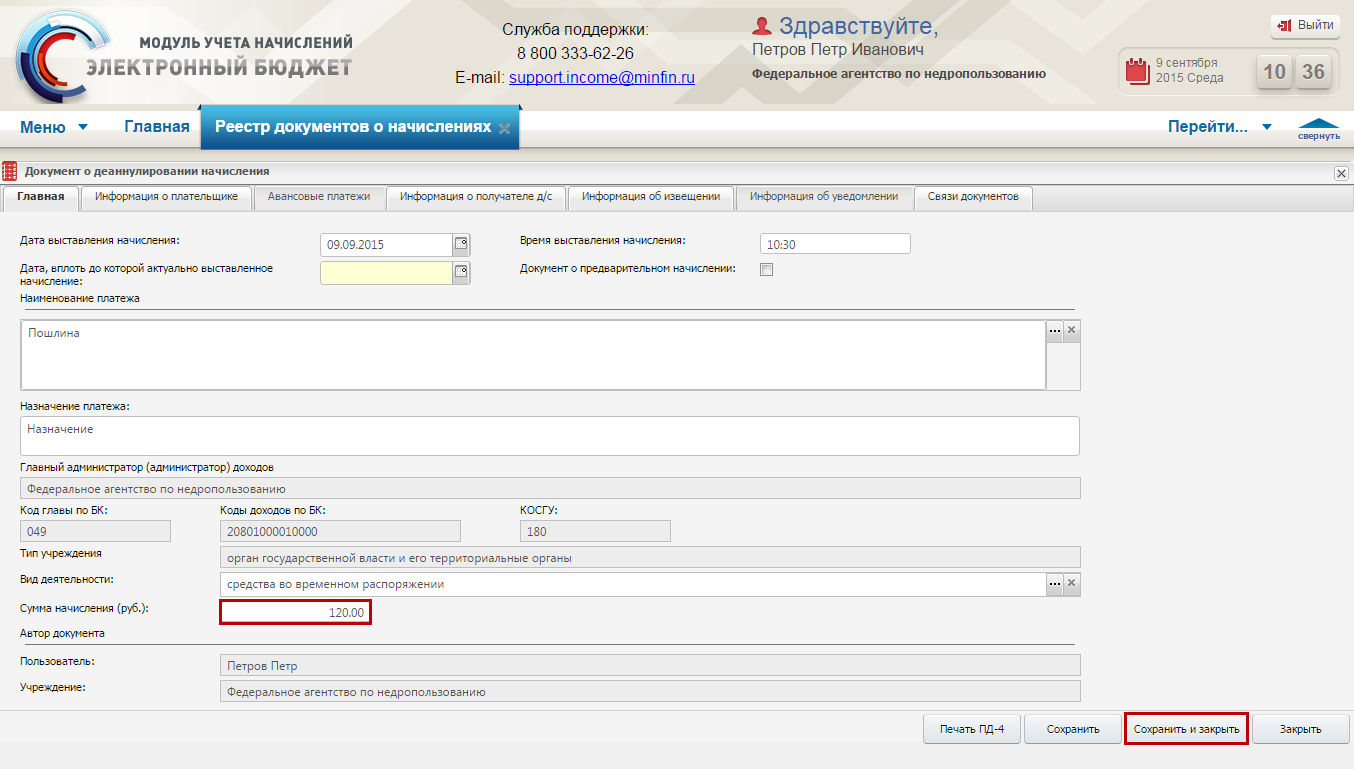 МОДУЛЬ УЧЕТА НАЧИСЛЕНИЙ
ЭЛЕКТРОННЫЙ БЮДЖЕТ
Служба поддержки:
8 800 333-62-26
E-mail: support.income@minfin.ru
Здравствуйте,
Петров Петр Иванович
Федеральное агентство по недропользованию
Выйти
9 сентября
2015 Среда
10 36
Меню Главная Реестр документов о начислениях Перейти...
свернуть
Документ о деаннулировании начисления
Главная Информация о плательщике Авансовые платежи Информация о получателе д/с Информация об извещении Информация об уведомлении Связи документов
Дата выставления начисления: 09.09.2015 Время выставления начисления: 10:30
Дата, вплоть до которой актуально выставленное
начисление:
Документ о предварительном начислении:
Наименование платежа
Пошлина
Назначение платежа:
Назначение
Главный администратор (администратор) доходов
Федеральное агентство по недропользованию
Код главы по БК: Коды доходов по БК: КОСГУ:
049 20801000010000 180
Тип учреждения орган государственной власти и его территориальные органы
Вид деятельности: средства во временном распоряжении
Сумма начисления (руб.): 120.00
Автор документа
Пользователь: Петров Петр
Учреждение: Федеральное агентство по недропользованию
Печать ПД-4 Сохранить Сохранить и закрыть Закрыть